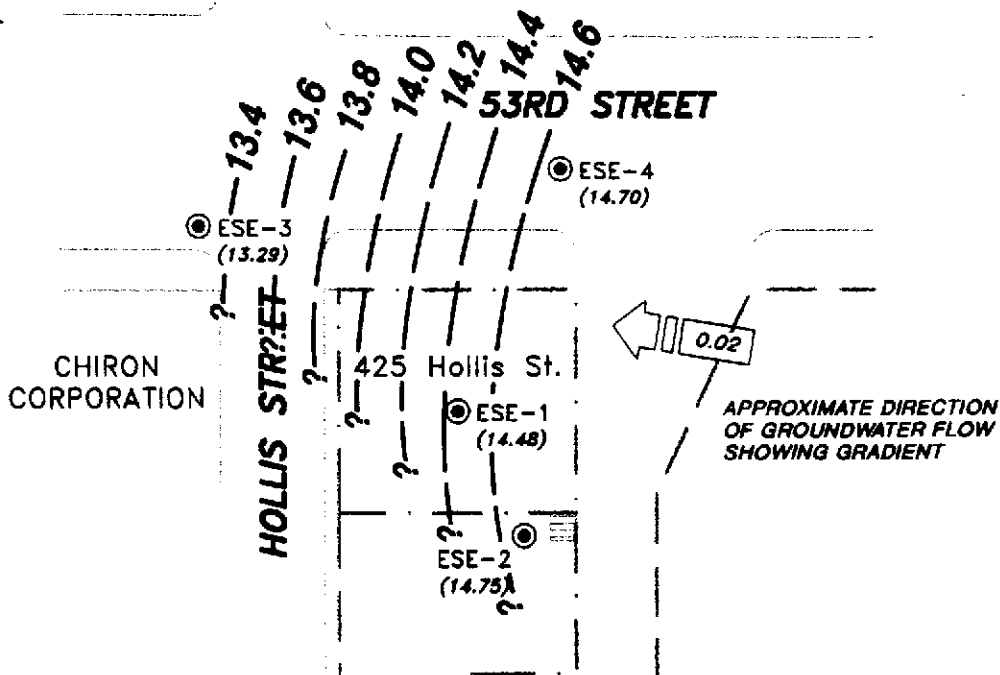 13.4
13.6
13.8
14.0
14.2
14.4
14.6
53RD STREET
ESE-4
(14.70)
ESE-3
(13.29)
?
?
?
?
?
?
?
HOLLIS STREET
CHIRON
CORPORATION
425 Hollis St.
0.02
APPROXIMATE DIRECTION
OF GROUNDWATER FLOW
SHOWING GRADIENT
ESE-1
(14.48)
ESE-2
(14.75)